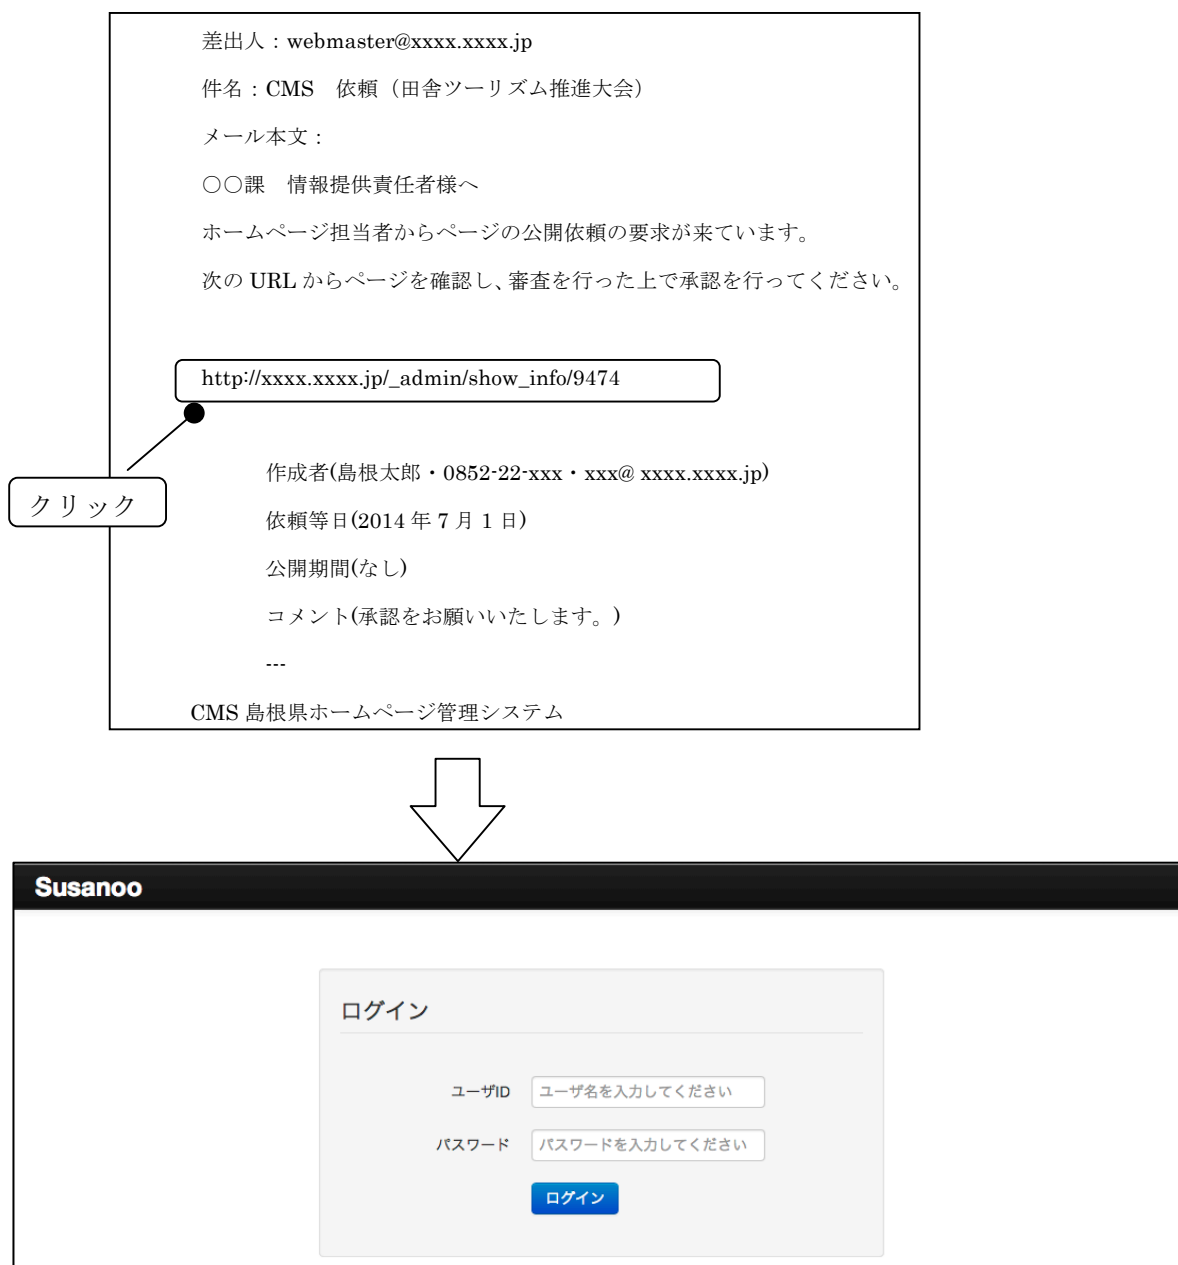 差出人：webmaster@xxxx.xxxx.jp
件名：CMS　依頼（田舎ツーリズム推進大会）
メール本文：
○○課　情報提供責任者様へ
ホームページ担当者からページの公開依頼の要求が来ています。
次の URL からページを確認し、審査を行った上で承認を行ってください。
http://xxxx.xxxx.jp/_admin/show_info/9474
クリック
作成者(島根太郎・0852-22-xxx・xxx@ xxxx.xxxx.jp)
依頼等日(2014 年 7 月 1 日)
公開期間(なし)
コメント(承認をお願いいたします。)
---
CMS 島根県ホームページ管理システム
Susanoo
ログイン
ユーザID ユーザ名を入力してください
パスワード パスワードを入力してください
ログイン